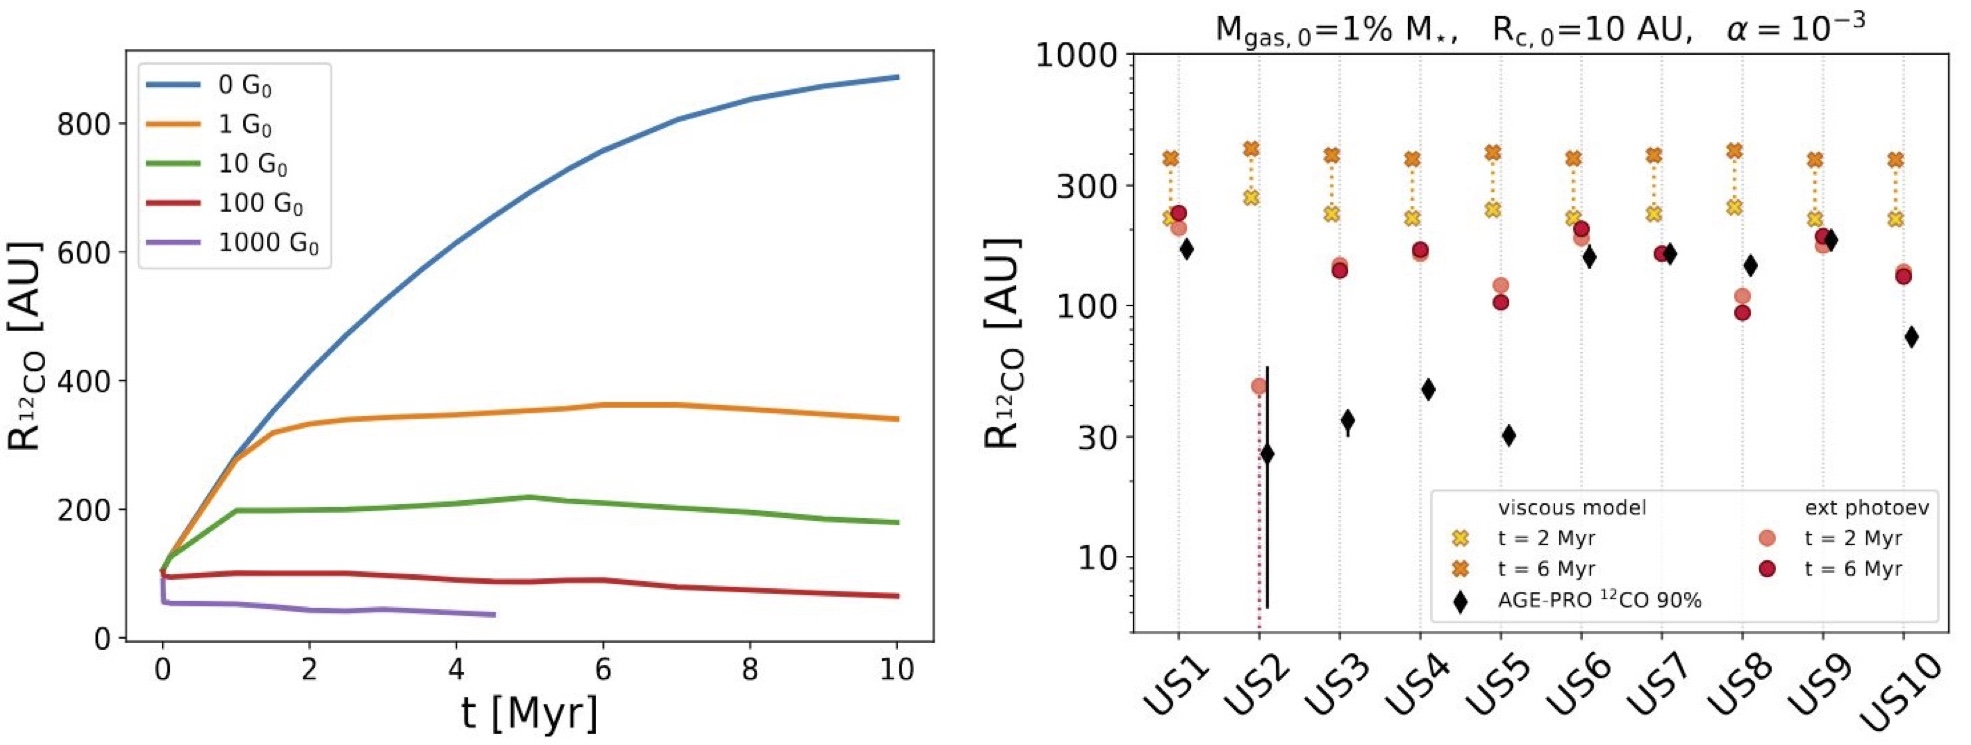 0 G₀
1 G₀
10 G₀
100 G₀
1000 G₀
R¹²CO [AU]
800
600
400
200
0
0 2 4 6 8 10
t [Myr]
M_gas,0=1% M⋆, R_c,0=10 AU, α = 10⁻³
R¹²CO [AU]
1000
300
100
30
10
viscous model
t = 2 Myr
t = 6 Myr
AGE-PRO ¹²CO 90%
ext photoev
t = 2 Myr
t = 6 Myr
US1 US2 US3 US4 US5 US6 US7 US8 US9 US10